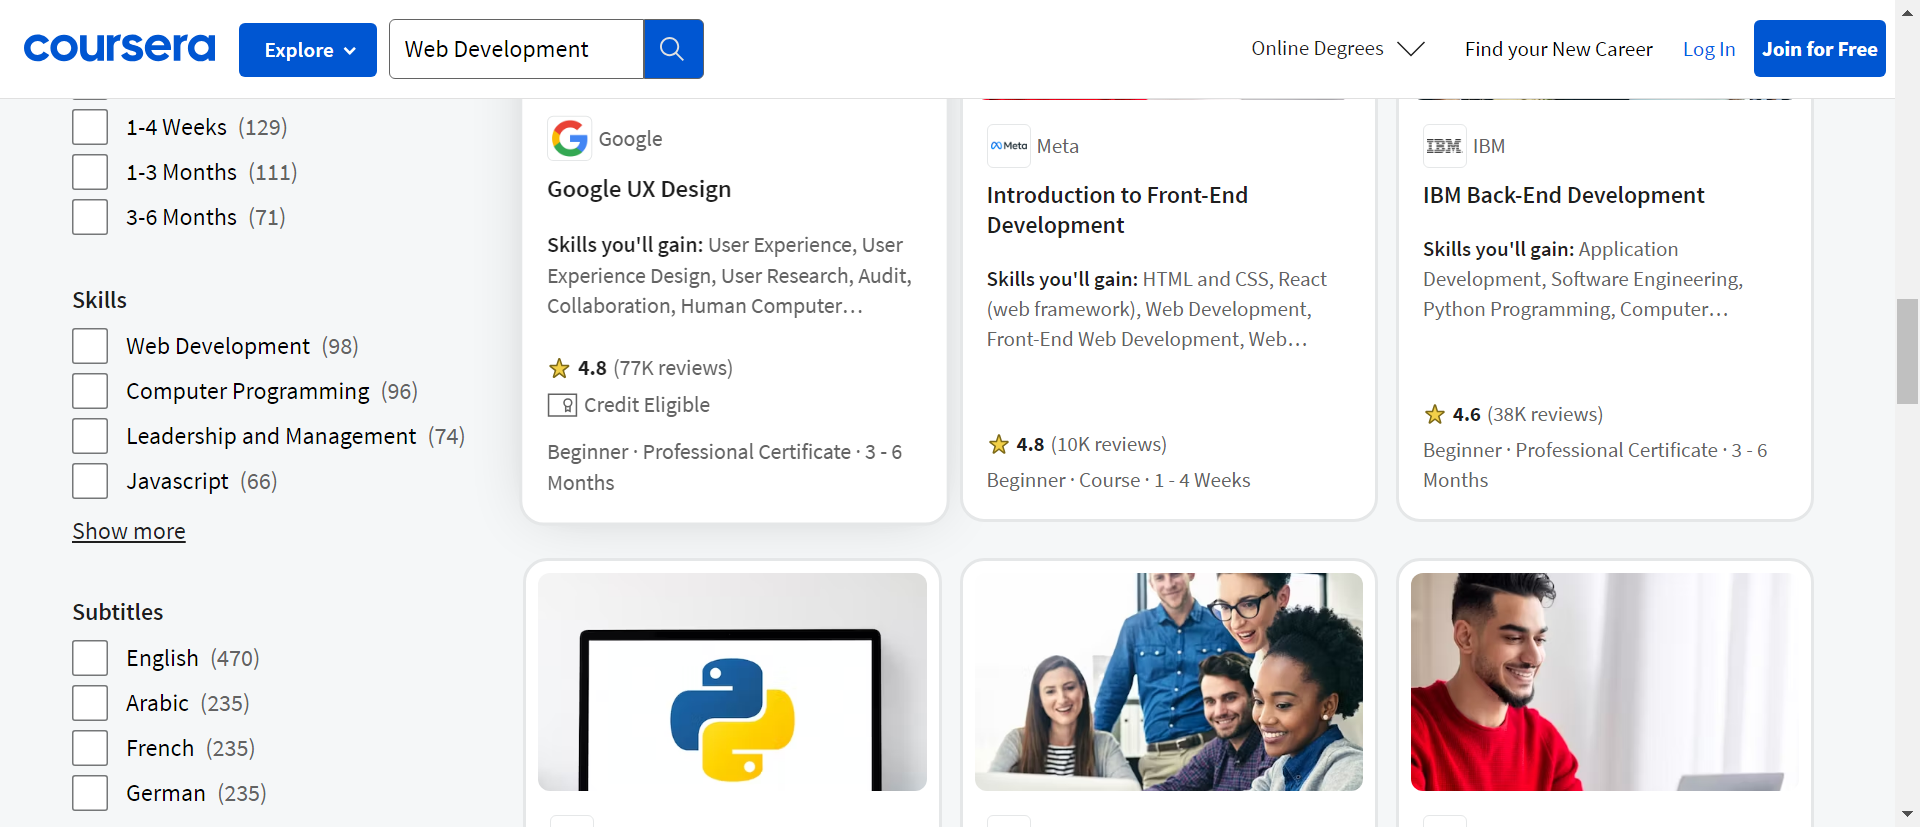 coursera
Explore
Web Development
Online Degrees
Find your New Career
Log In
Join for Free
1-4 Weeks (129)
1-3 Months (111)
3-6 Months (71)
Skills
Web Development (98)
Computer Programming (96)
Leadership and Management (74)
Javascript (66)
Show more
Subtitles
English (470)
Arabic (235)
French (235)
German (235)
Google
Google UX Design
Skills you'll gain: User Experience, User
Experience Design, User Research, Audit,
Collaboration, Human Computer…
4.8 (77K reviews)
Credit Eligible
Beginner · Professional Certificate · 3 - 6
Months
Meta
Meta
Introduction to Front-End
Development
Skills you'll gain: HTML and CSS, React
(web framework), Web Development,
Front-End Web Development, Web…
4.8 (10K reviews)
Beginner · Course · 1 - 4 Weeks
IBM
IBM
IBM Back-End Development
Skills you'll gain: Application
Development, Software Engineering,
Python Programming, Computer…
4.6 (38K reviews)
Beginner · Professional Certificate · 3 - 6
Months